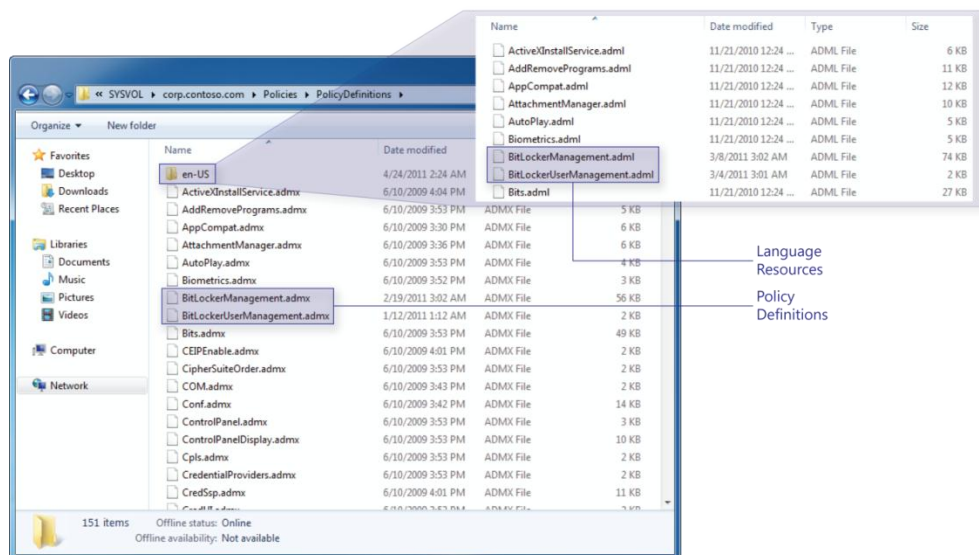 Name Date modified Type Size
ActiveXInstallService.adml 11/21/2010 12:24 ... ADML File 6 KB
AddRemovePrograms.adml 11/21/2010 12:24 ... ADML File 11 KB
AppCompat.adml 11/21/2010 12:24 ... ADML File 12 KB
AttachmentManager.adml 11/21/2010 12:24 ... ADML File 10 KB
AutoPlay.adml 11/21/2010 12:24 ... ADML File 5 KB
Biometrics.adml 11/21/2010 12:24 ... ADML File 5 KB
BitLockerManagement.adml 3/8/2011 3:02 AM ADML File 74 KB
BitLockerUserManagement.adml 3/4/2011 3:01 AM ADML File 2 KB
Bits.adml 11/21/2010 12:24 ... ADML File 27 KB
« SYSVOL ▸ corp.contoso.com ▸ Policies ▸ PolicyDefinitions ▸
Organize New folder
Favorites
Desktop
Downloads
Recent Places
Libraries
Documents
Music
Pictures
Videos
Computer
Network
Name Date modified
en-US 4/24/2011 2:24 AM
ActiveXInstallService.admx 6/10/2009 4:04 PM
AddRemovePrograms.admx 6/10/2009 3:53 PM ADMX File 5 KB
AppCompat.admx 6/10/2009 3:30 PM ADMX File 6 KB
AttachmentManager.admx 6/10/2009 3:36 PM ADMX File 6 KB
AutoPlay.admx 6/10/2009 3:53 PM ADMX File 4 KB
Biometrics.admx 6/10/2009 3:52 PM ADMX File 3 KB
BitLockerManagement.admx 2/19/2011 3:02 AM ADMX File 56 KB
BitLockerUserManagement.admx 1/12/2011 1:12 AM ADMX File 2 KB
Bits.admx 6/10/2009 3:53 PM ADMX File 49 KB
CEIPEnable.admx 6/10/2009 4:01 PM ADMX File 2 KB
CipherSuiteOrder.admx 6/10/2009 3:53 PM ADMX File 2 KB
COM.admx 6/10/2009 3:43 PM ADMX File 2 KB
Conf.admx 6/10/2009 3:42 PM ADMX File 14 KB
ControlPanel.admx 6/10/2009 3:53 PM ADMX File 3 KB
ControlPanelDisplay.admx 6/10/2009 3:53 PM ADMX File 10 KB
Cpls.admx 6/10/2009 3:53 PM ADMX File 2 KB
CredentialProviders.admx 6/10/2009 3:53 PM ADMX File 2 KB
CredSsp.admx 6/10/2009 4:01 PM ADMX File 11 KB
Language
Resources
Policy
Definitions
151 items Offline status: Online
Offline availability: Not available